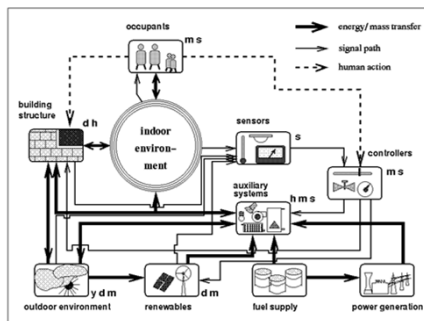 occupants
m s
energy/ mass transfer
signal path
human action
building
structure
d h
indoor
environ-
ment
sensors
s
controllers
m s
auxiliary
systems
h m s
outdoor environment
y d m
renewables
d m
fuel supply
power generation